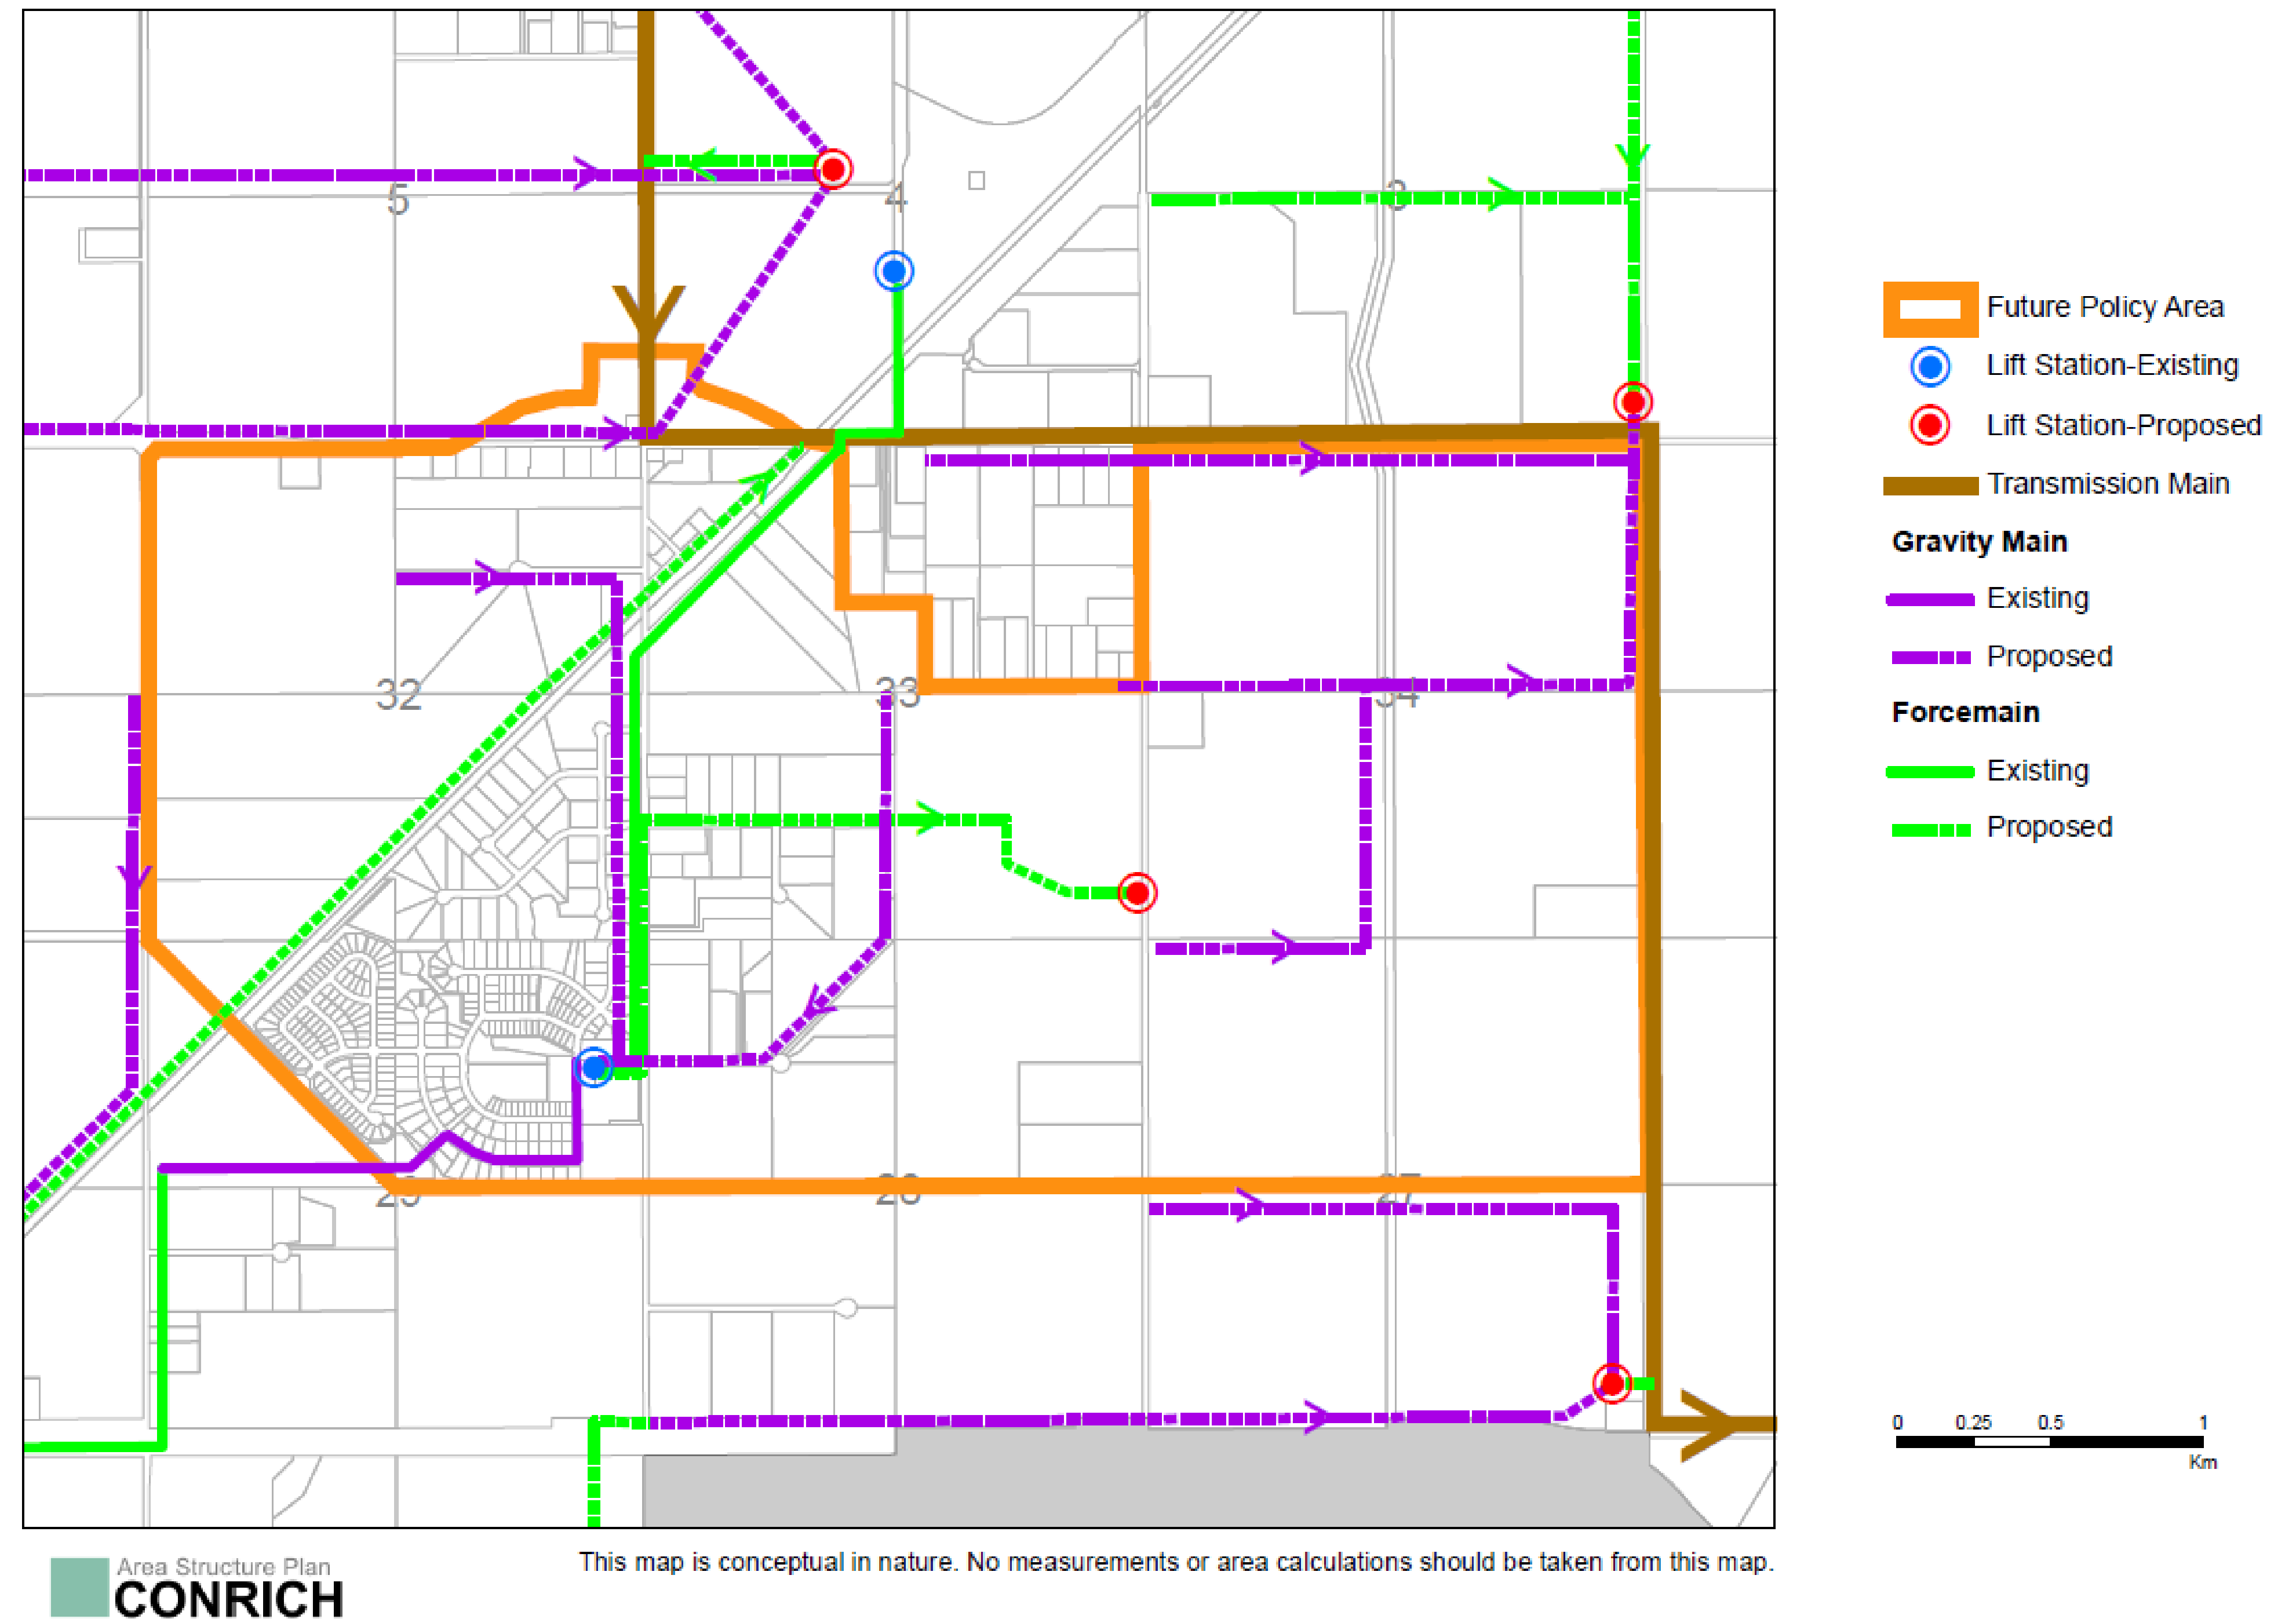 5
4
3
32
33
34
29
28
27
Future Policy Area
Lift Station-Existing
Lift Station-Proposed
Transmission Main
Gravity Main
Existing
Proposed
Forcemain
Existing
Proposed
0 0.25 0.5 1
Km
Area Structure Plan
CONRICH
This map is conceptual in nature. No measurements or area calculations should be taken from this map.